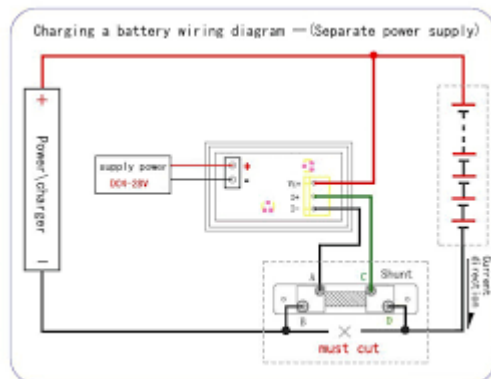 Charging a battery wiring diagram —(Separate power supply)
+
Power\charger
-
supply power
DC4-28V
+
-
I+
I-
A
C
Shunt
B
D
must cut
Current
direction